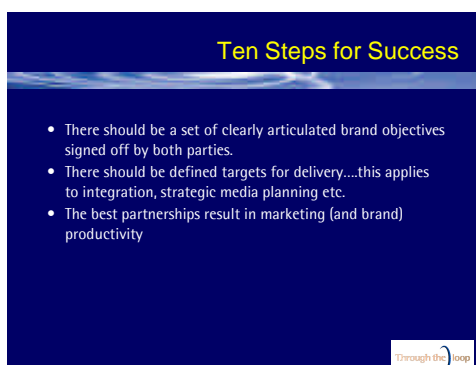 Ten Steps for Success
• There should be a set of clearly articulated brand objectives
signed off by both parties.
• There should be defined targets for delivery....this applies
to integration, strategic media planning etc.
• The best partnerships result in marketing (and brand)
productivity
Through the loop